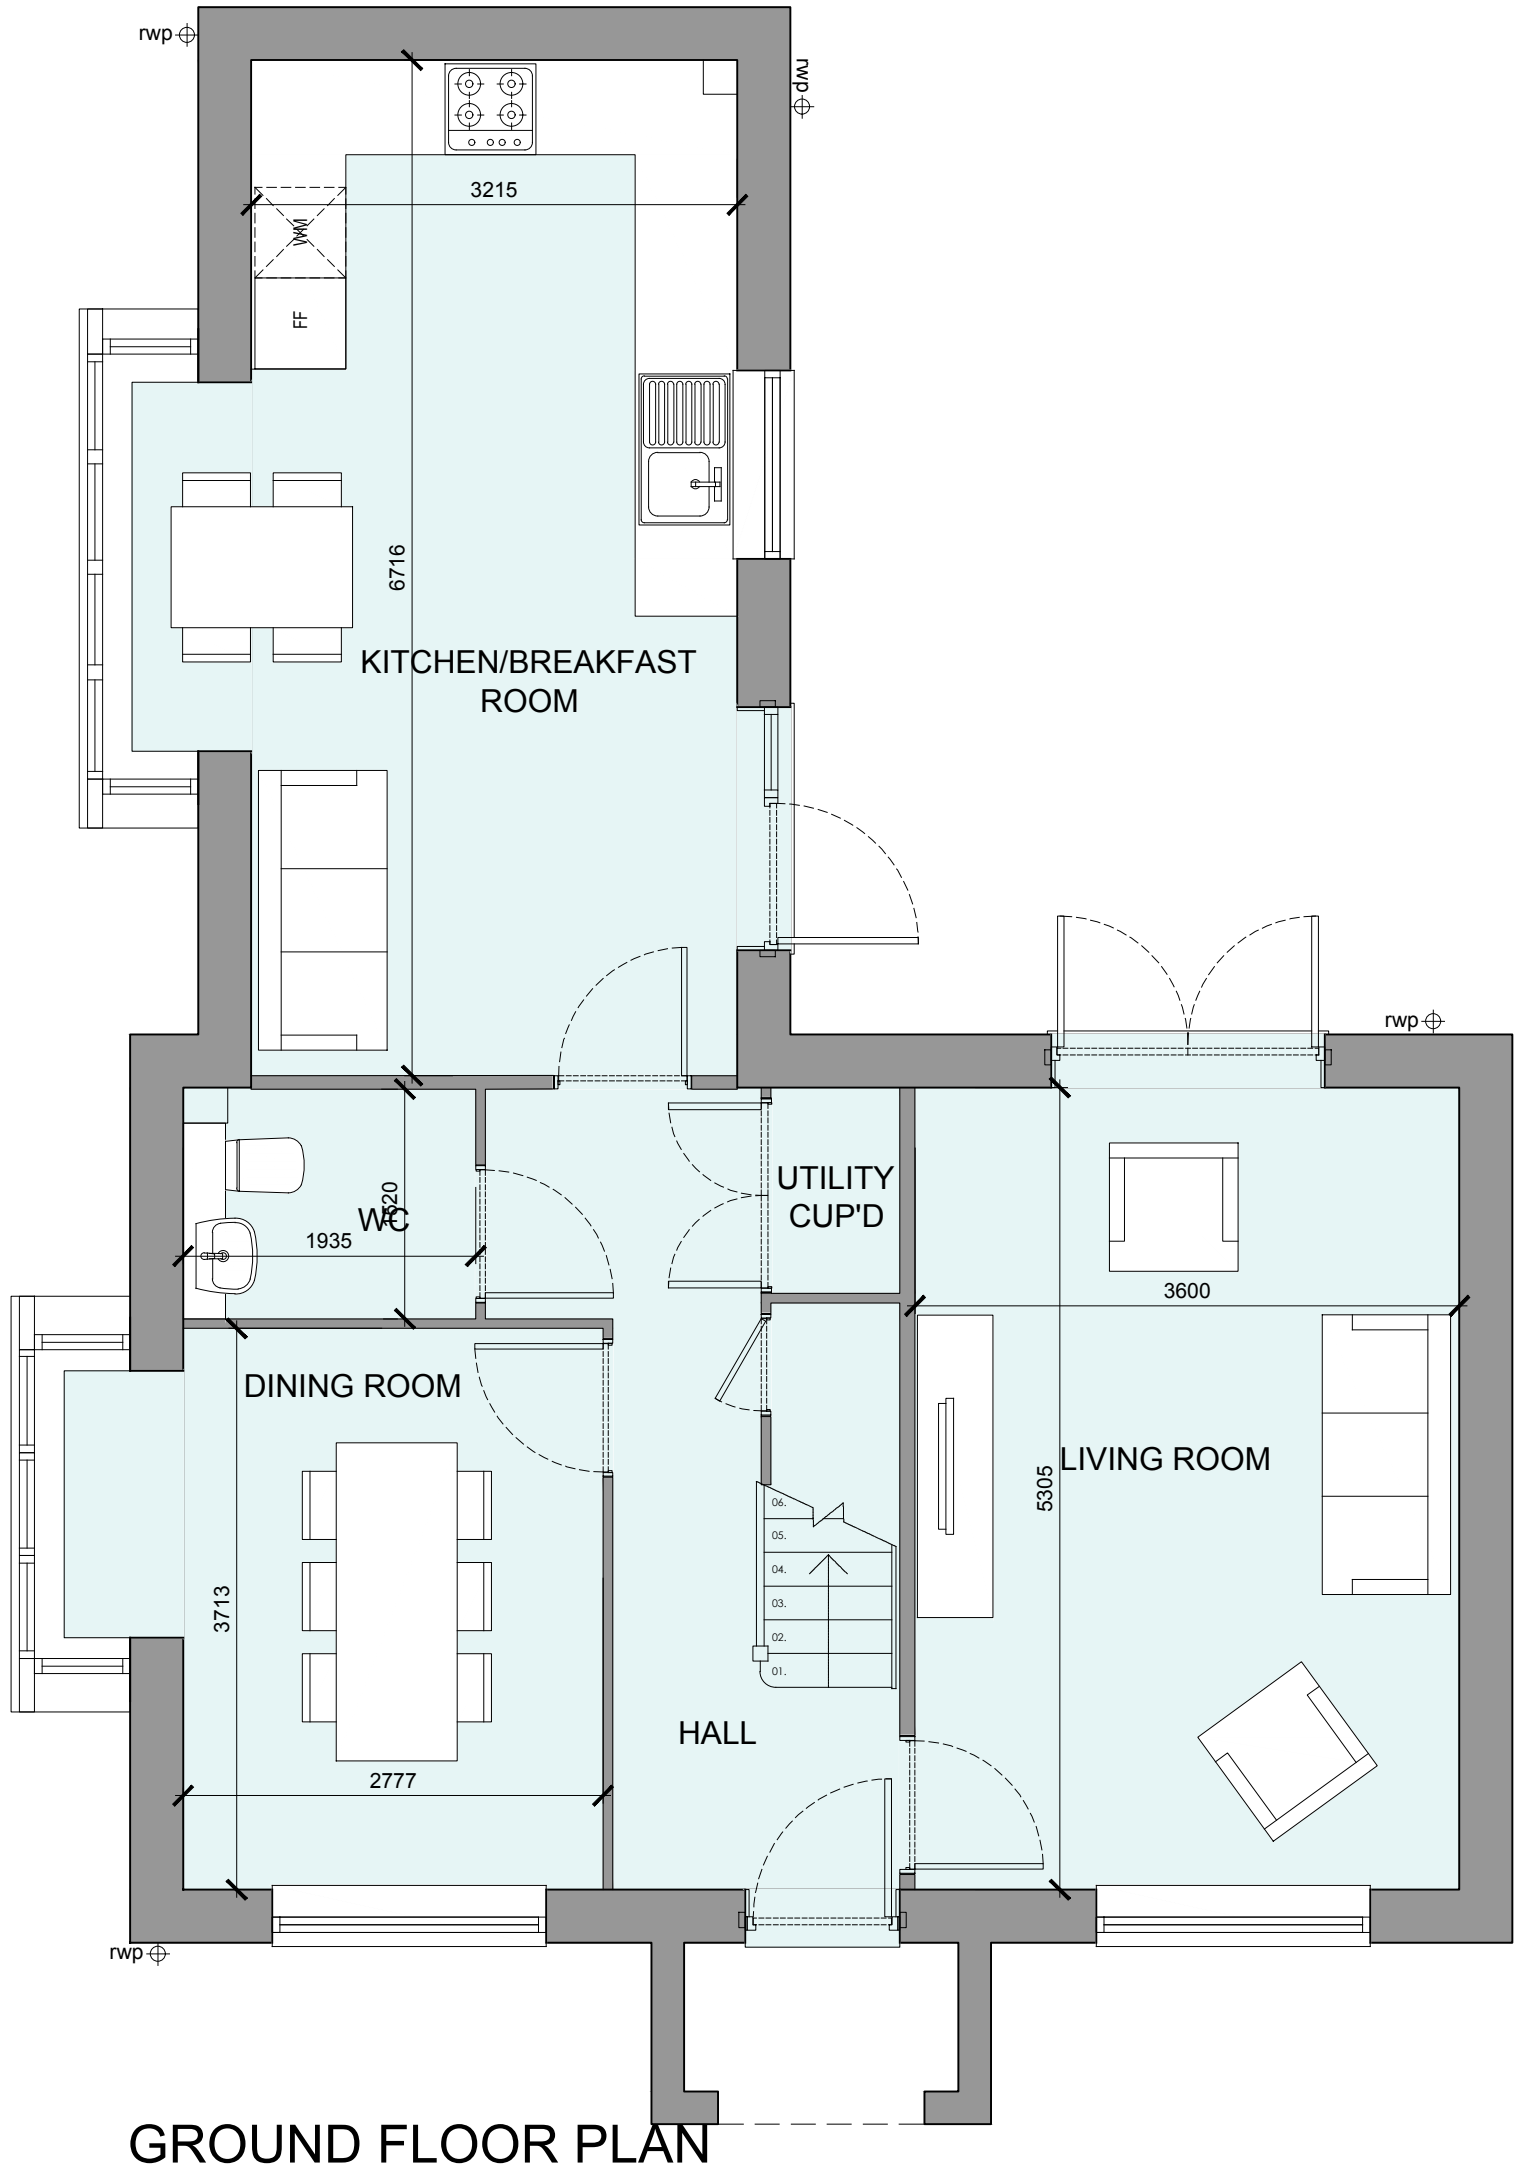 rwp
rwp
3215
WM
FF
6716
KITCHEN/BREAKFAST
ROOM
rwp
UTILITY
CUP'D
1520
WC
1935
3600
DINING ROOM
LIVING ROOM
5305
06.
05.
04.
03.
02.
01.
3713
HALL
2777
rwp
GROUND FLOOR PLAN